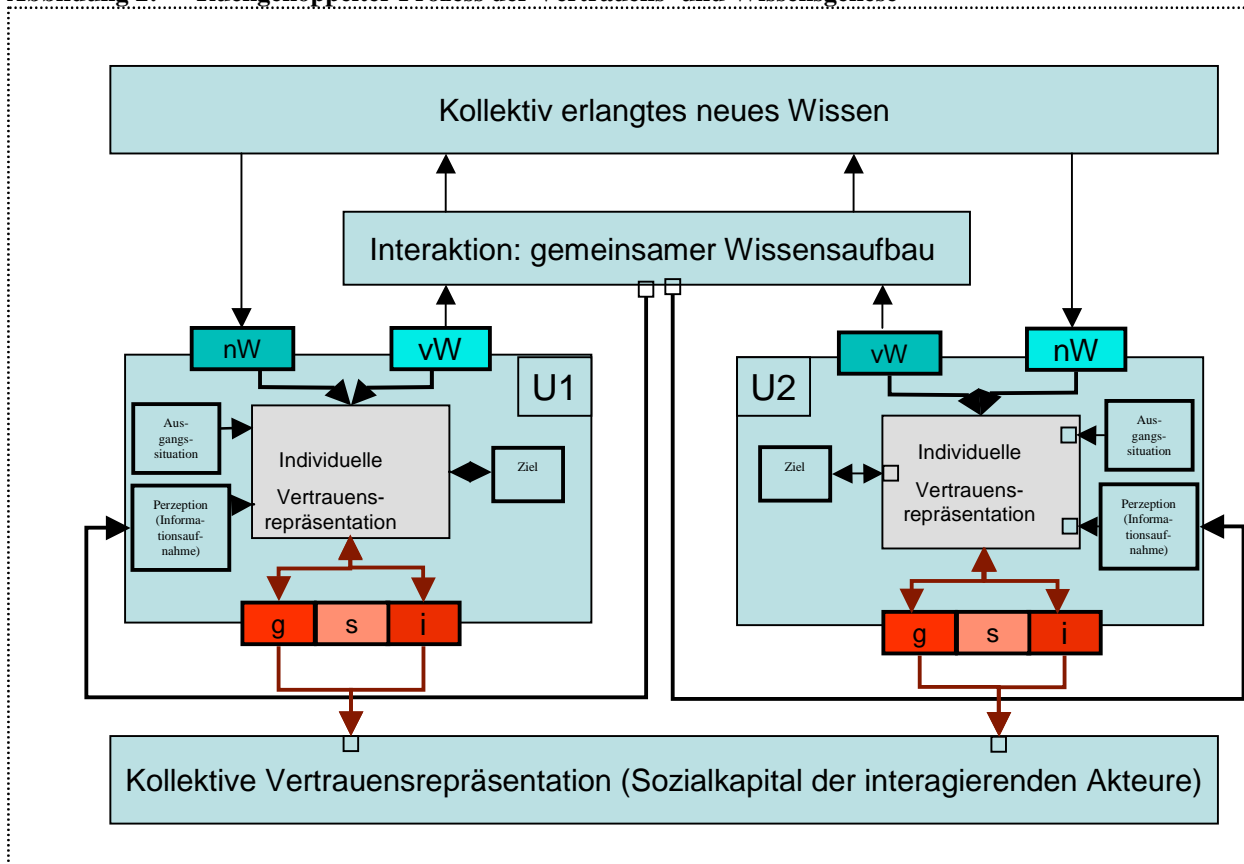 Kollektiv erlangtes neues Wissen
Interaktion: gemeinsamer Wissensaufbau
nW
vW
U1
Aus-
gangs-
situation
Individuelle
Vertrauens-
repräsentation
Ziel
Perzeption
(Informa-
tionsauf-
nahme)
g
s
i
vW
nW
U2
Ziel
Individuelle
Vertrauens-
repräsentation
Aus-
gangs-
situation
Perzeption
(Informa-
tionsauf-
nahme)
g
s
i
Kollektive Vertrauensrepräsentation (Sozialkapital der interagierenden Akteure)